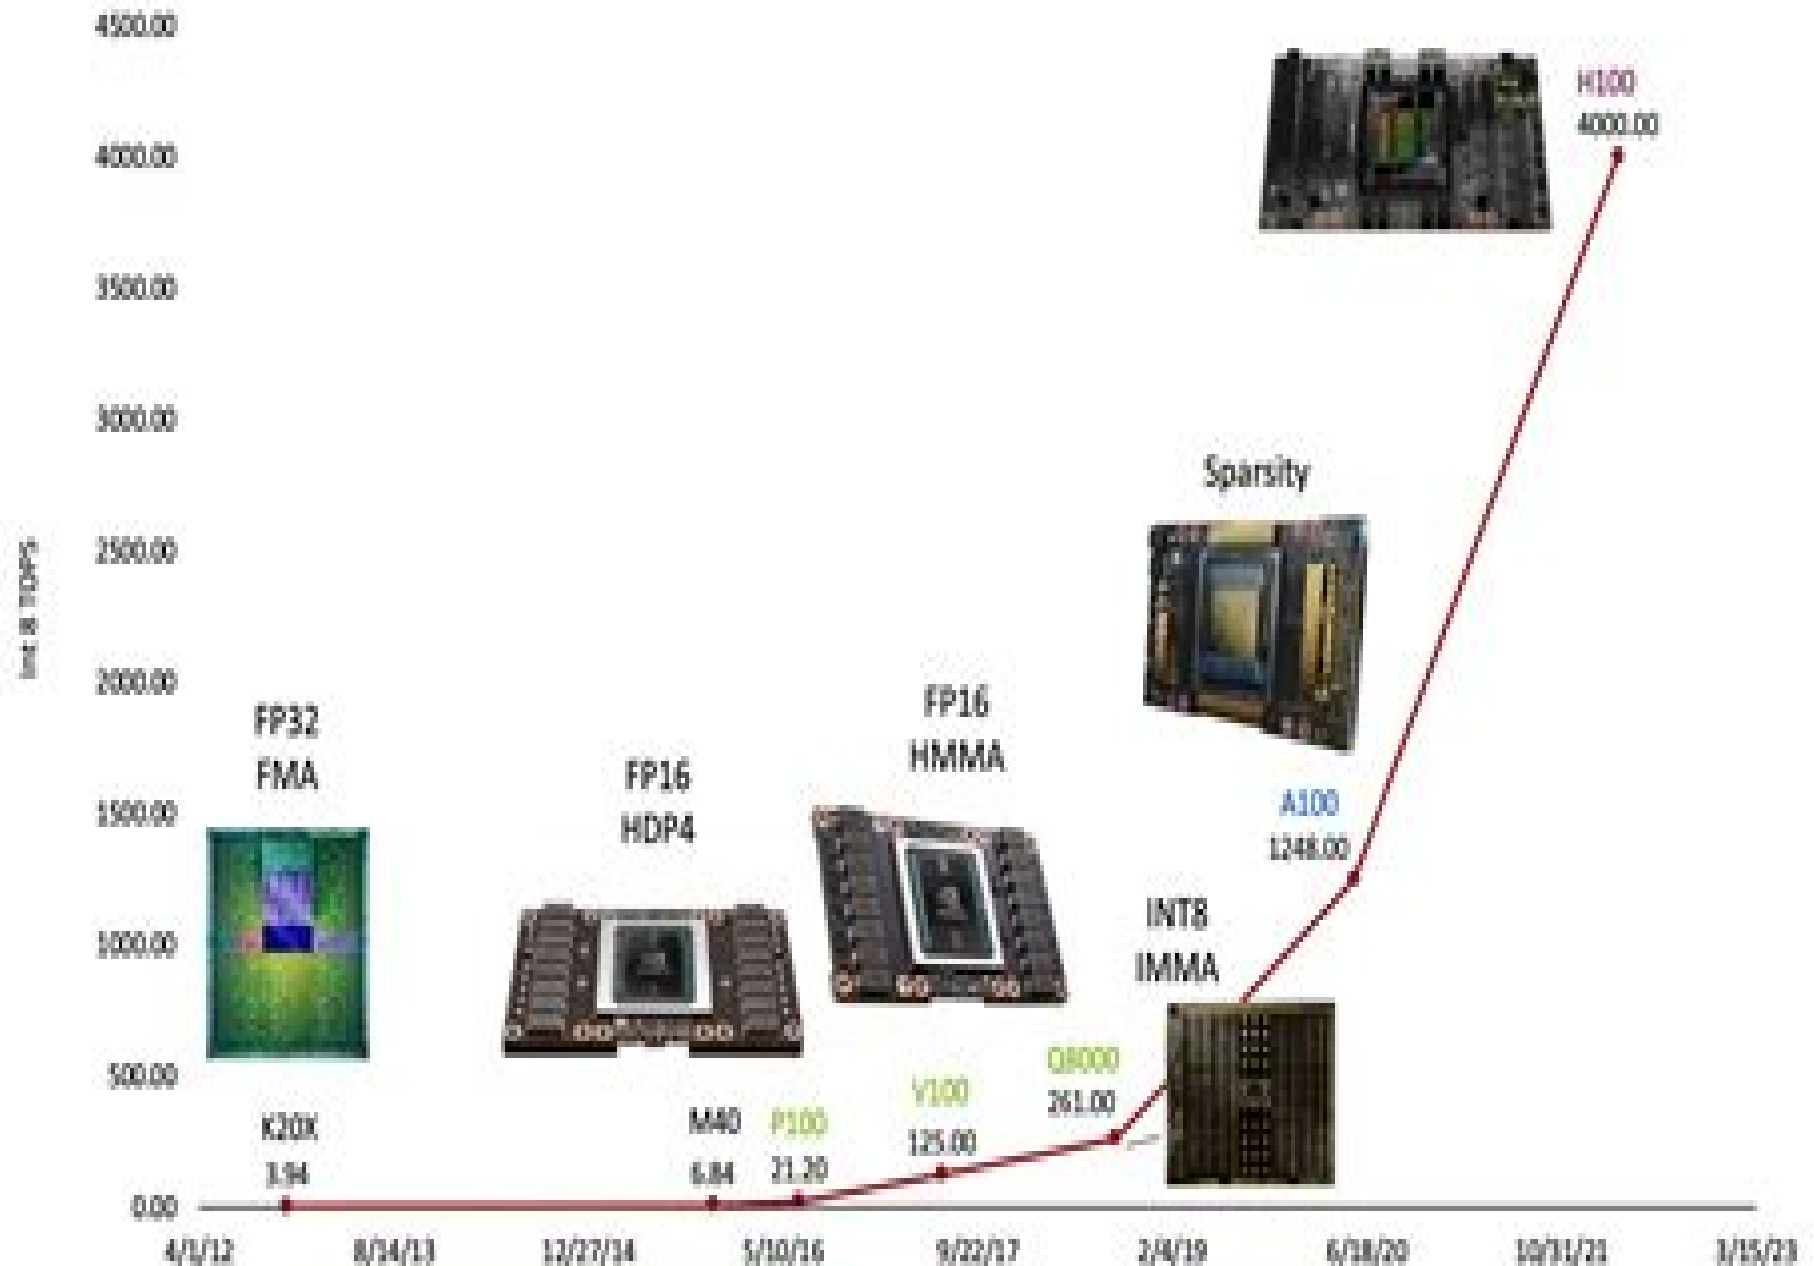 4500.00
4000.00
3500.00
3000.00
2500.00
2000.00
1500.00
1000.00
500.00
0.00
Int 8 TOPS
FP32
FMA
K20X
3.94
FP16
HDP4
M40
6.84
P100
21.20
FP16
HMMA
V100
125.00
Q8000
261.00
INT8
IMMA
Sparsity
A100
1248.00
H100
4000.00
4/1/12
8/14/13
12/27/14
5/10/16
9/22/17
2/4/19
6/18/20
10/31/21
3/15/23